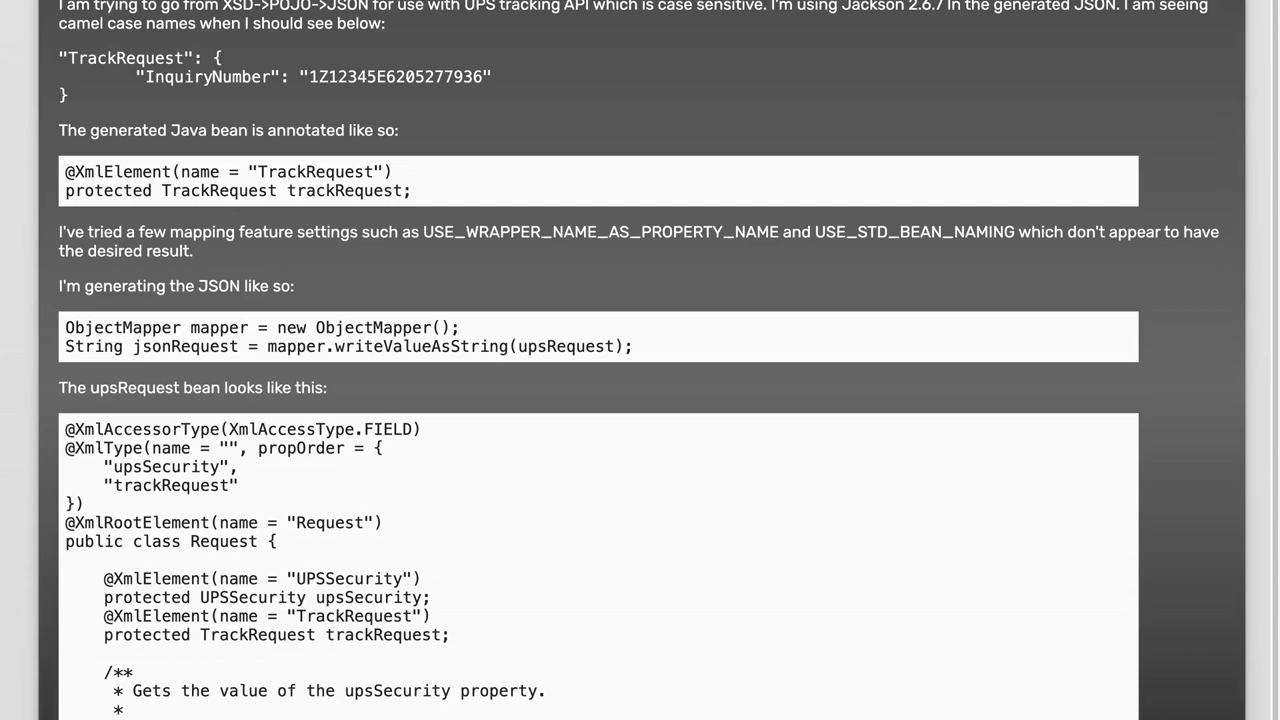 I am trying to go from XSD->POJO->JSON for use with UPS tracking API which is case sensitive. I'm using Jackson 2.6.7 In the generated JSON. I am seeing
camel case names when I should see below:
"TrackRequest": {
        "InquiryNumber": "1Z12345E6205277936"
}
The generated Java bean is annotated like so:
@XmlElement(name = "TrackRequest")
protected TrackRequest trackRequest;
I've tried a few mapping feature settings such as USE_WRAPPER_NAME_AS_PROPERTY_NAME and USE_STD_BEAN_NAMING which don't appear to have
the desired result.
I'm generating the JSON like so:
ObjectMapper mapper = new ObjectMapper();
String jsonRequest = mapper.writeValueAsString(upsRequest);
The upsRequest bean looks like this:
@XmlAccessorType(XmlAccessType.FIELD)
@XmlType(name = "", propOrder = {
    "upsSecurity",
    "trackRequest"
})
@XmlRootElement(name = "Request")
public class Request {
    @XmlElement(name = "UPSSecurity")
    protected UPSSecurity upsSecurity;
    @XmlElement(name = "TrackRequest")
    protected TrackRequest trackRequest;
    /**
     * Gets the value of the upsSecurity property.
     *